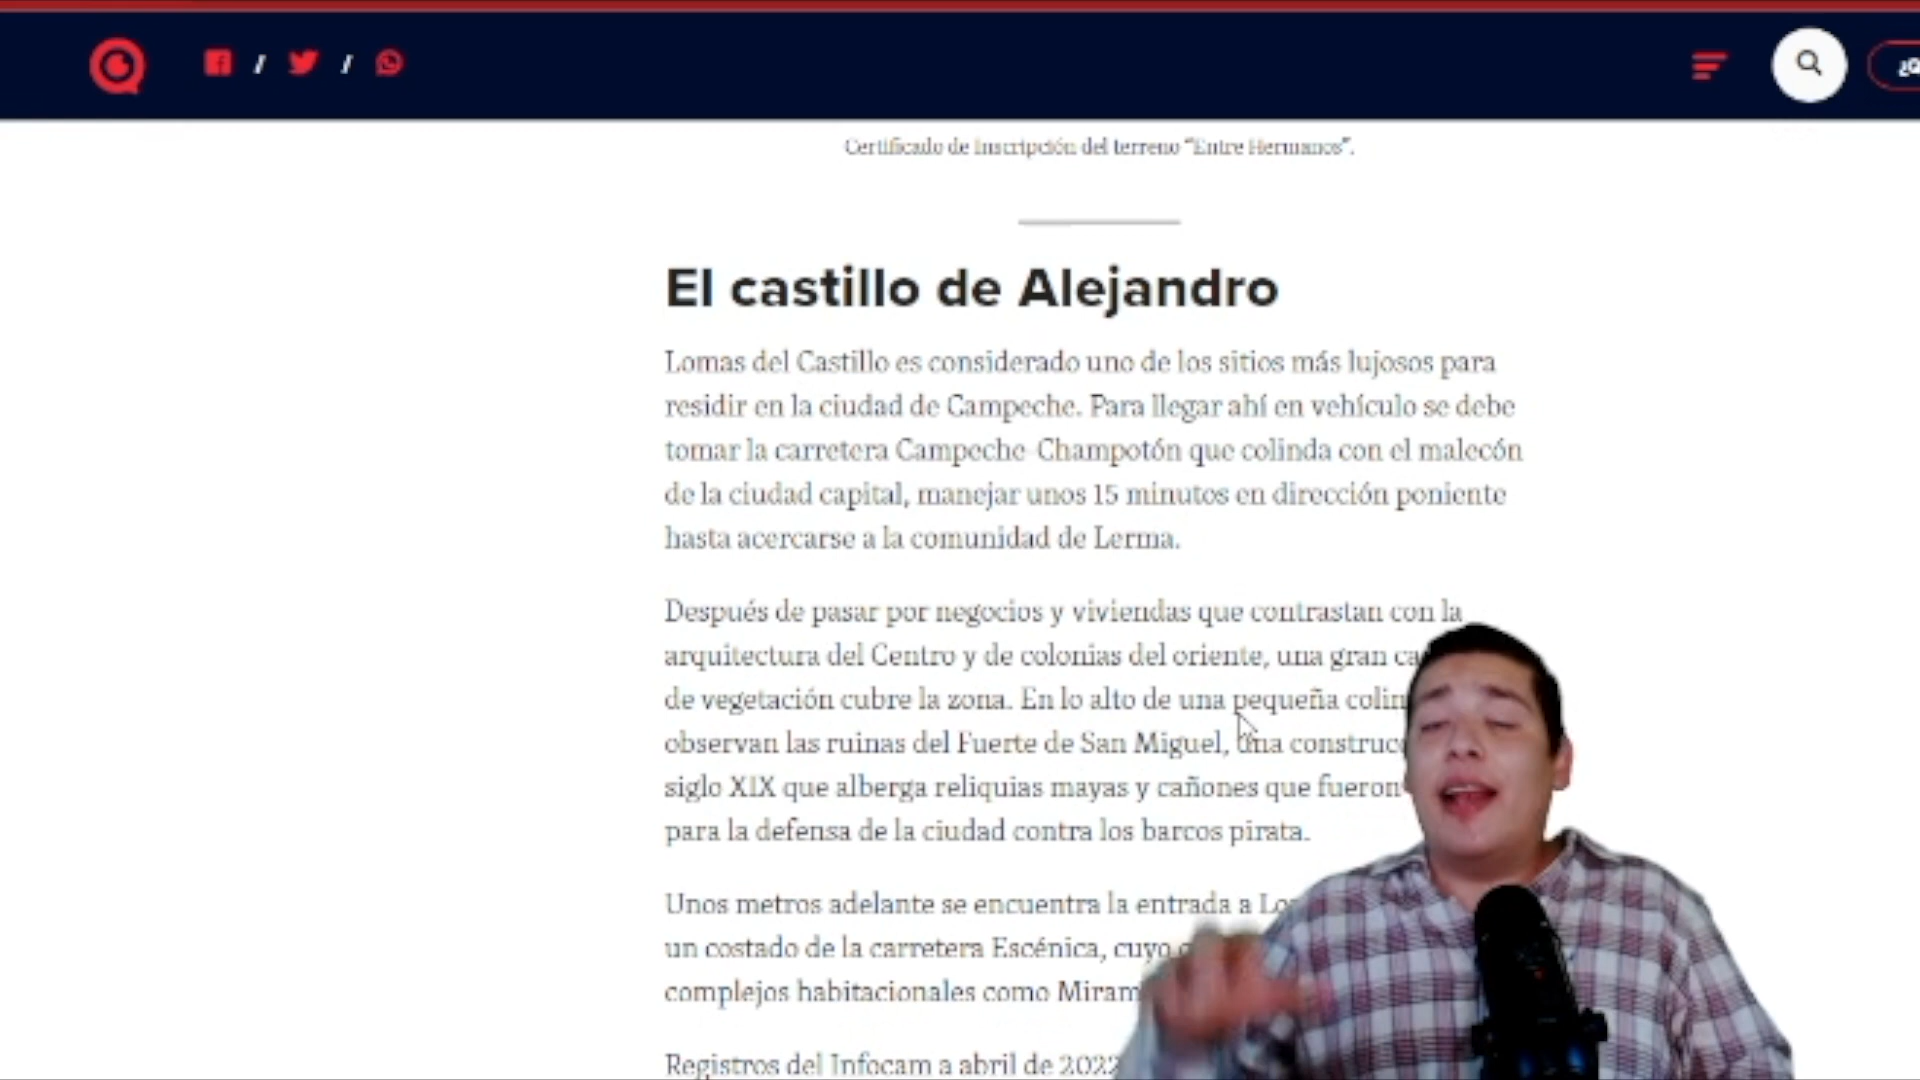 / /
¿Q
Certificado de Inscripción del terreno “Entre Hermanos”.
El castillo de Alejandro
Lomas del Castillo es considerado uno de los sitios más lujosos para
residir en la ciudad de Campeche. Para llegar ahí en vehículo se debe
tomar la carretera Campeche-Champotón que colinda con el malecón
de la ciudad capital, manejar unos 15 minutos en dirección poniente
hasta acercarse a la comunidad de Lerma.
Después de pasar por negocios y viviendas que contrastan con la
arquitectura del Centro y de colonias del oriente, una gran
de vegetación cubre la zona. En lo alto de una pequeña
observan las ruinas del Fuerte de San Miguel, una
siglo XIX que alberga reliquias mayas y cañones que fueron
para la defensa de la ciudad contra los barcos pirata.
Unos metros adelante se encuentra la entrada a
un costado de la carretera Escénica, cuyo
complejos habitacionales como
Registros del Infocam a abril de 2022